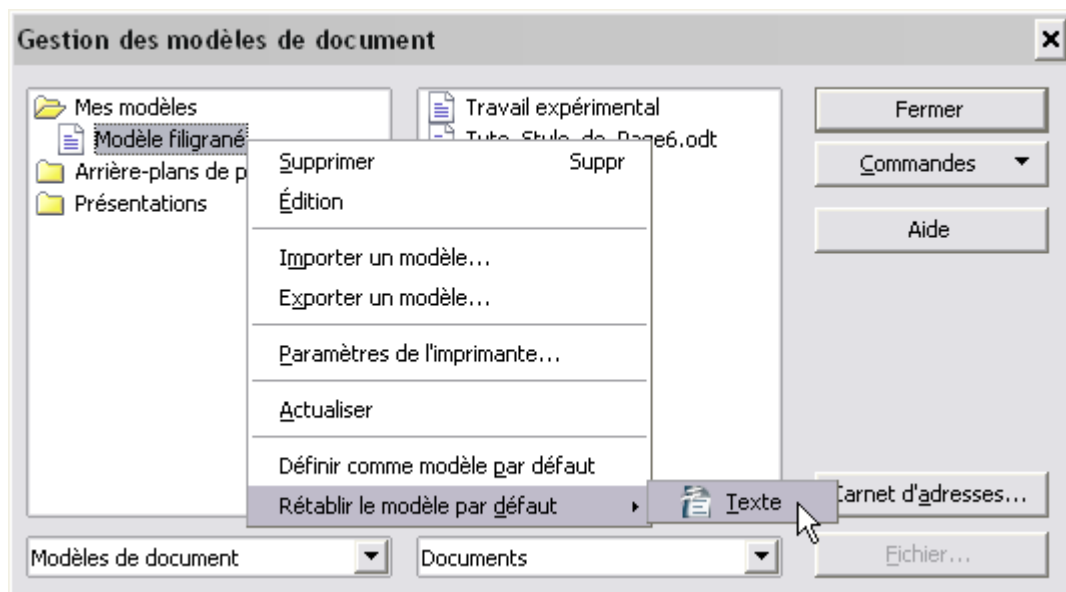 Gestion des modèles de document
Mes modèles
Modèle filigrané
Arrière-plans de p
Présentations
Travail expérimental
Tuto_Style_de_Page6.odt
Supprimer Suppr
Édition
Importer un modèle...
Exporter un modèle...
Paramètres de l'imprimante...
Actualiser
Définir comme modèle par défaut
Rétablir le modèle par défaut
Texte
Fermer
Commandes
Aide
Carnet d'adresses...
Fichier...
Modèles de document
Documents